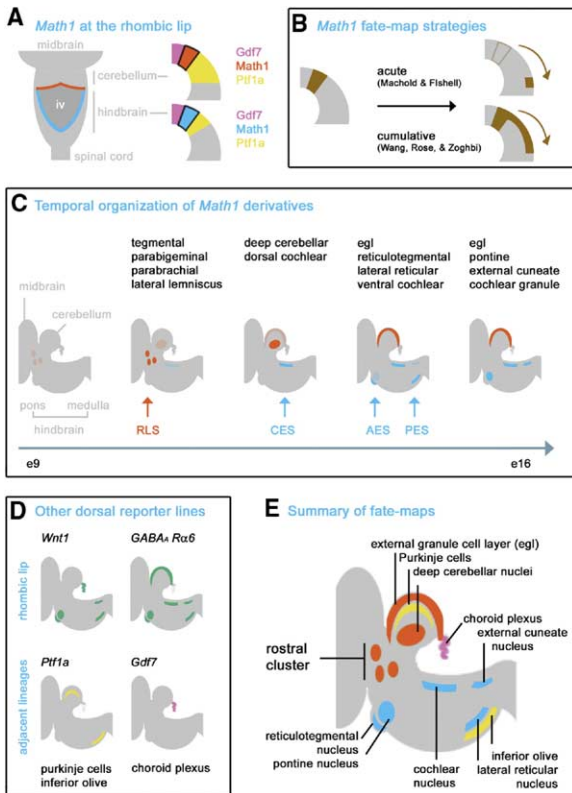 A
Math1 at the rhombic lip
midbrain
cerebellum
hindbrain
iv
spinal cord
Gdf7
Math1
Ptf1a
Gdf7
Math1
Ptf1a
B
Math1 fate-map strategies
acute
(Machold & FIshell)
cumulative
(Wang, Rose, & Zoghbi)
C
Temporal organization of Math1 derivatives
tegmental
parabigeminal
parabrachial
lateral lemniscus
deep cerebellar
dorsal cochlear
egl
reticulotegmental
lateral reticular
ventral cochlear
egl
pontine
external cuneate
cochlear granule
midbrain
cerebellum
pons
medulla
hindbrain
RLS
CES
AES
PES
e9
e16
D
Other dorsal reporter lines
Wnt1
GABAA Rα6
rhombic lip
Ptf1a
Gdf7
adjacent lineages
purkinje cells
inferior olive
choroid plexus
E
Summary of fate-maps
external granule cell layer (egl)
Purkinje cells
deep cerebellar nuclei
choroid plexus
external cuneate
nucleus
rostral
cluster
reticulotegmental
nucleus
pontine nucleus
cochlear
nucleus
inferior olive
lateral reticular
nucleus